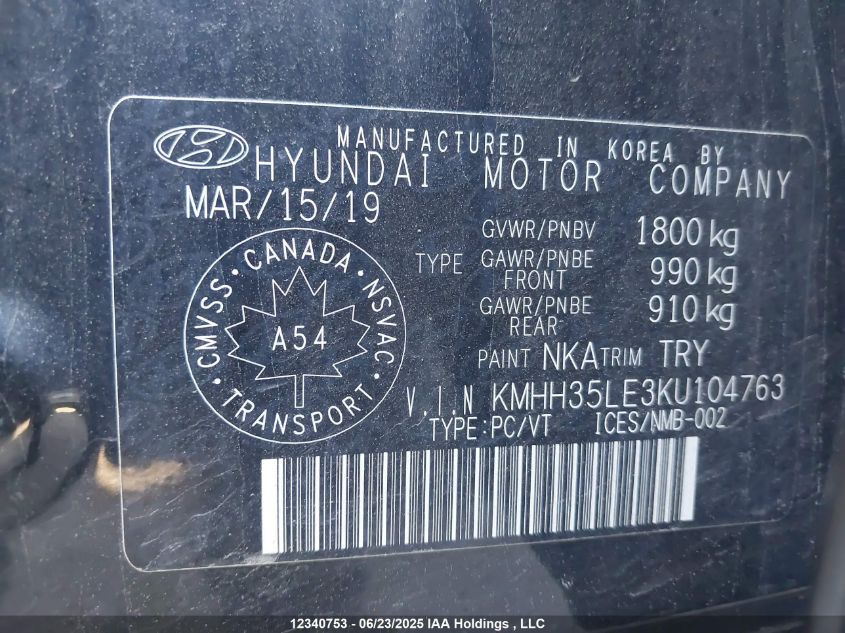 MANUFACTURED IN KOREA BY
HYUNDAI MOTOR COMPANY
MAR/15/19
GVWR/PNBV 1800 kg
TYPE GAWR/PNBE FRONT 990 kg
GAWR/PNBE REAR 910 kg
CMVSS · CANADA · NSVAC · TRANSPORT ·
A54
PAINT NKA TRIM TRY
V.I.N KMHH35LE3KU104763
TYPE:PC/VT ICES/NMB-002
12340753 - 06/23/2025 IAA Holdings , LLC